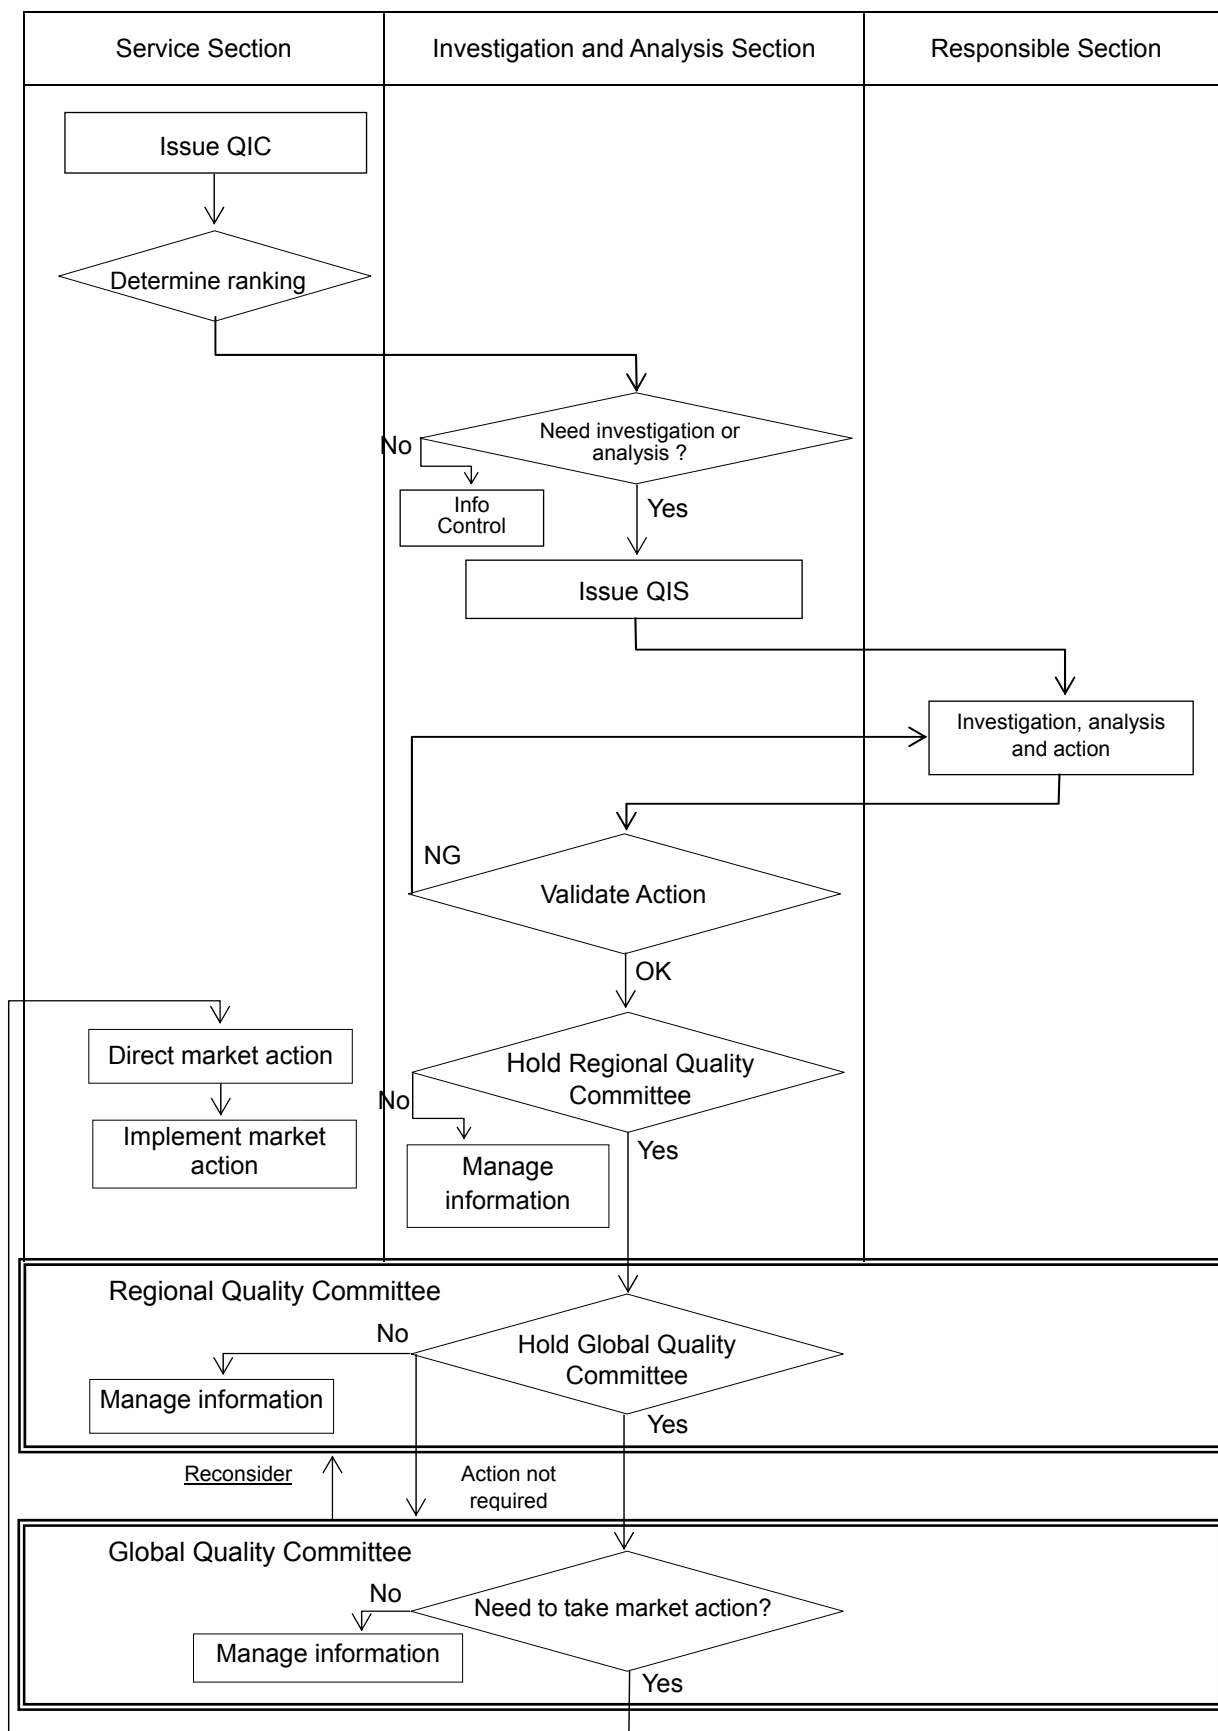 Service Section
Investigation and Analysis Section
Responsible Section
Issue QIC
Determine ranking
Need investigation or
analysis ?
No
Info
Control
Yes
Issue QIS
Investigation, analysis
and action
NG
Validate Action
OK
Direct market action
Hold Regional Quality
Committee
No
Implement market
action
Yes
Manage
information
Regional Quality Committee
No
Hold Global Quality
Committee
Manage information
Yes
Reconsider
Action not
required
Global Quality Committee
No
Need to take market action?
Manage information
Yes